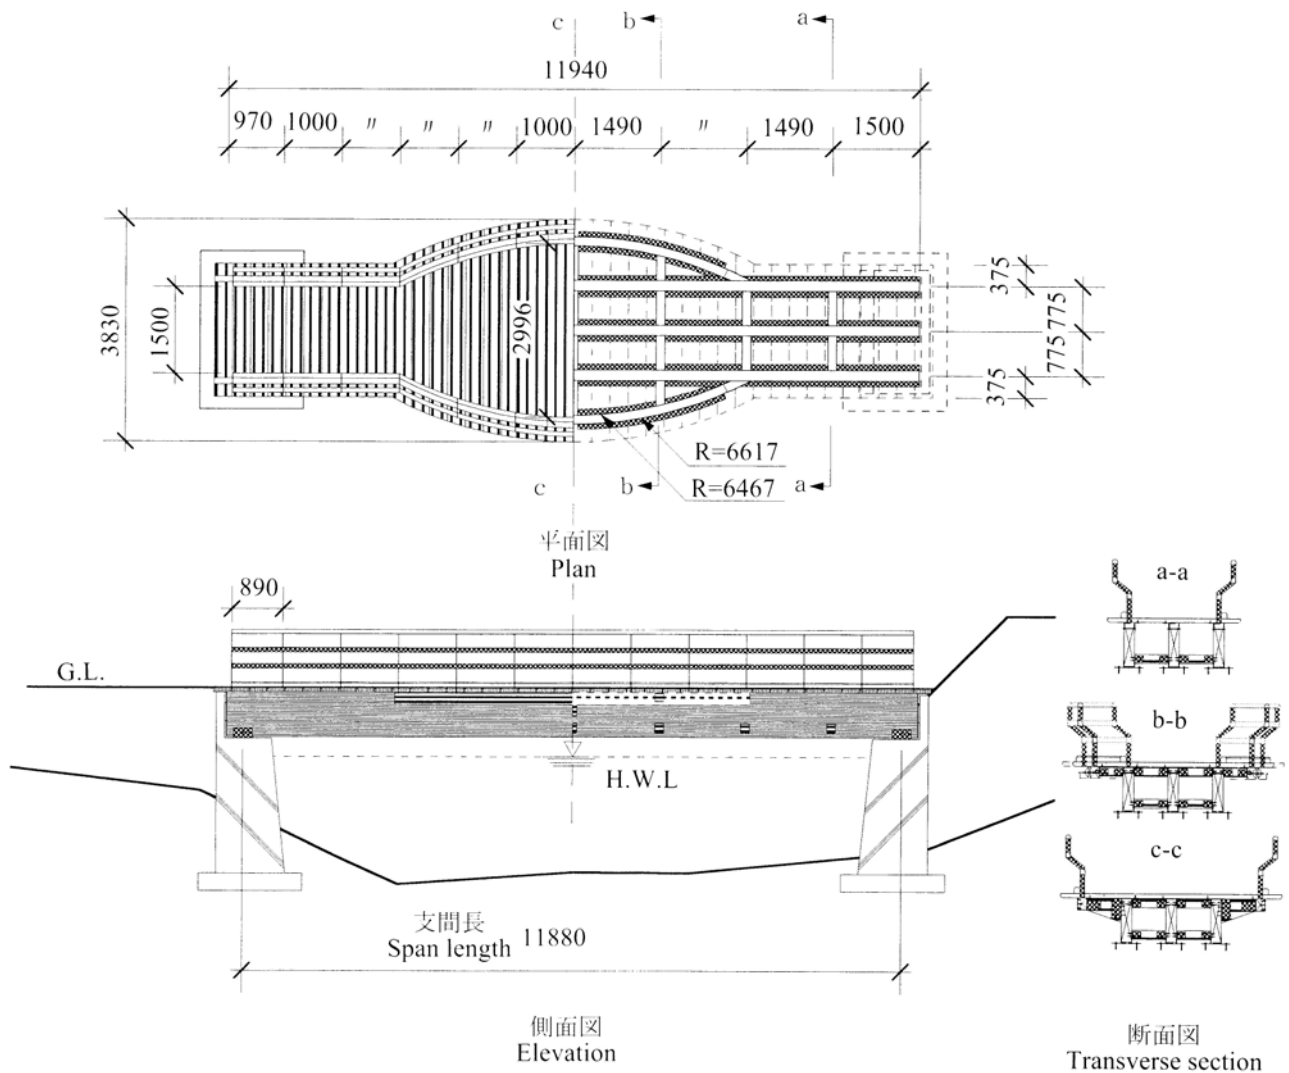 c
b
a
11940
970
1000
〃
〃
〃
1000
1490
〃
1490
1500
3830
1500
2996
375
775
775
375
R=6617
R=6467
c
b
a
平面図
Plan
890
G.L.
H.W.L
支間長
Span length
11880
側面図
Elevation
a-a
b-b
c-c
断面図
Transverse section